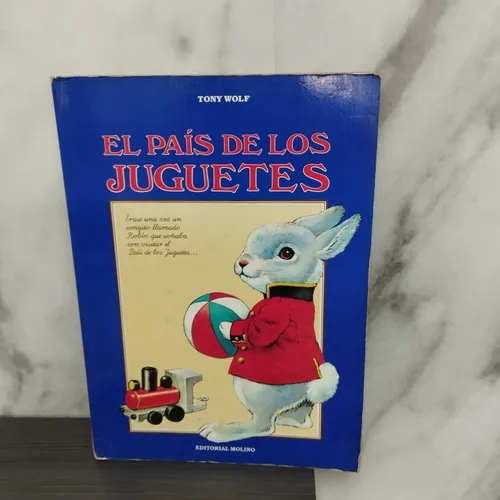 TONY WOLF
EL PAÍS DE LOS
JUGUETES
Érase una vez un
conejito llamado
Robín que soñaba
con visitar el
País de los Juguetes...
EDITORIAL MOLINO